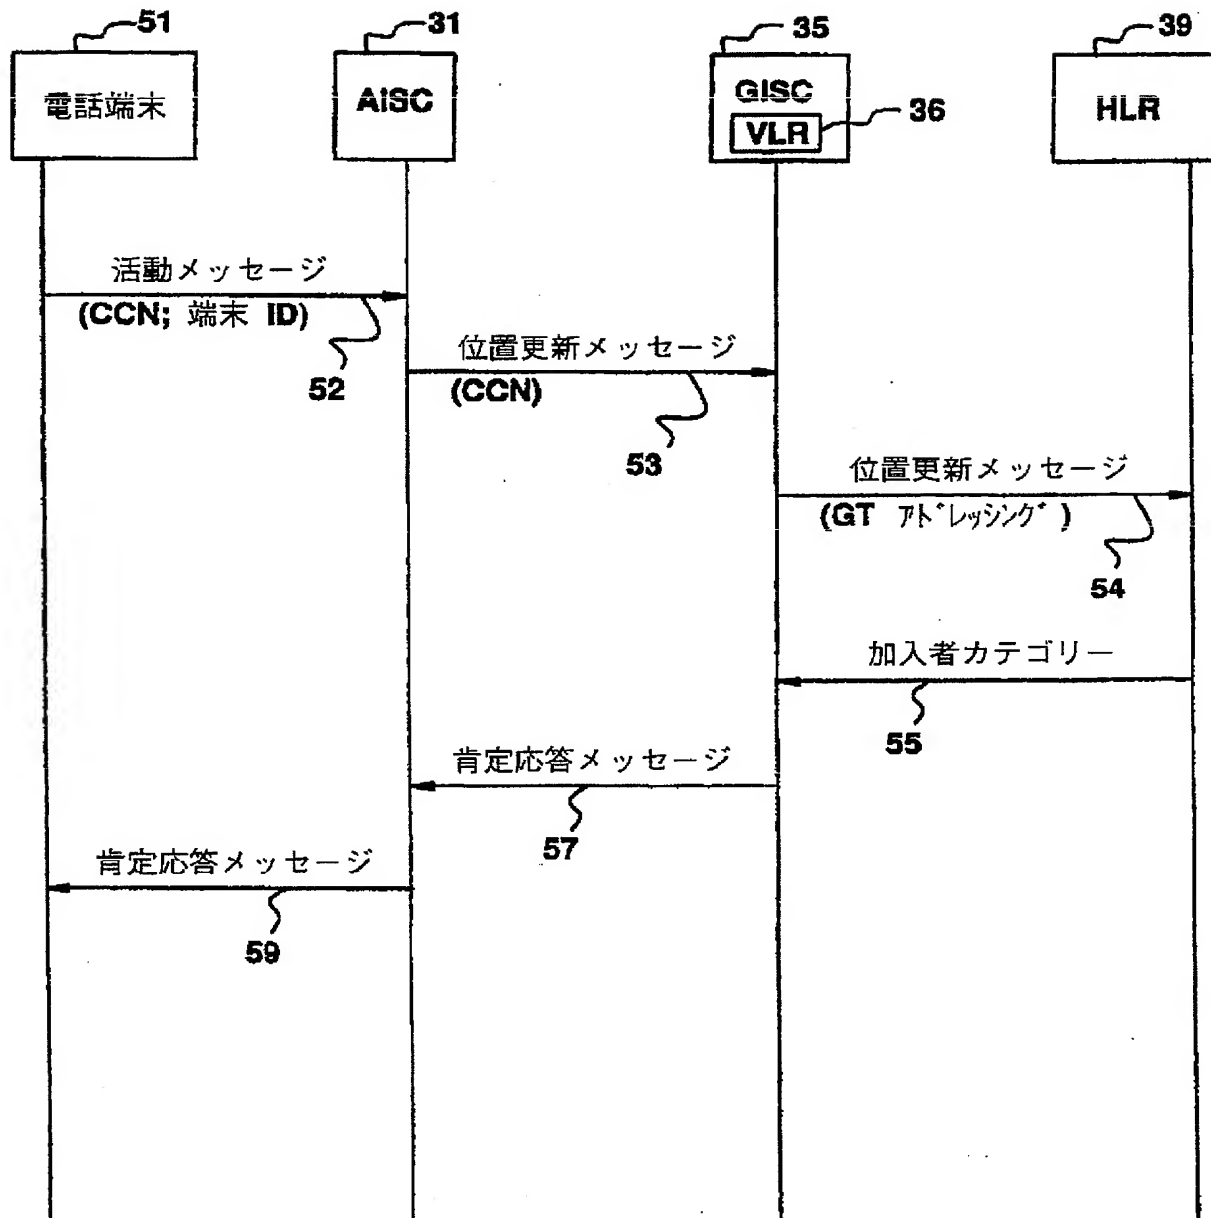 51
31
35
39
電話端末
AISC
GISC
VLR
36
HLR
活動メッセージ
(CCN; 端末 ID)
52
位置更新メッセージ
(CCN)
53
位置更新メッセージ
(GT ｱﾄﾞﾚｯｼﾝｸﾞ)
54
加入者カテゴリー
55
肯定応答メッセージ
57
肯定応答メッセージ
59